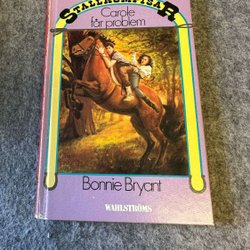 STALLKOMPISAR
Carole
får problem
Bonnie Bryant
WAHLSTRÖMS